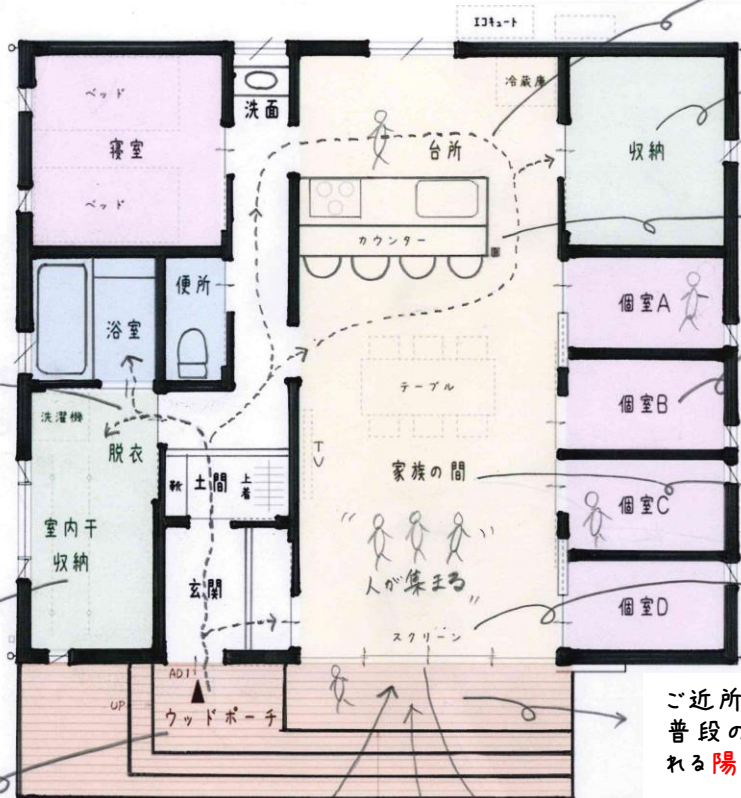 エコキュート
ベッド
洗面
冷蔵庫
寝室
台所
収納
ベッド
カウンター
便所
個室A
浴室
テーブル
個室B
洗濯機
脱衣
TV
家族の間
靴
土間
上着
個室C
室内干
収納
人が集まる
玄関
個室D
スクリーン
UP
ウッドポーチ
ご近所
普段の
れる陽